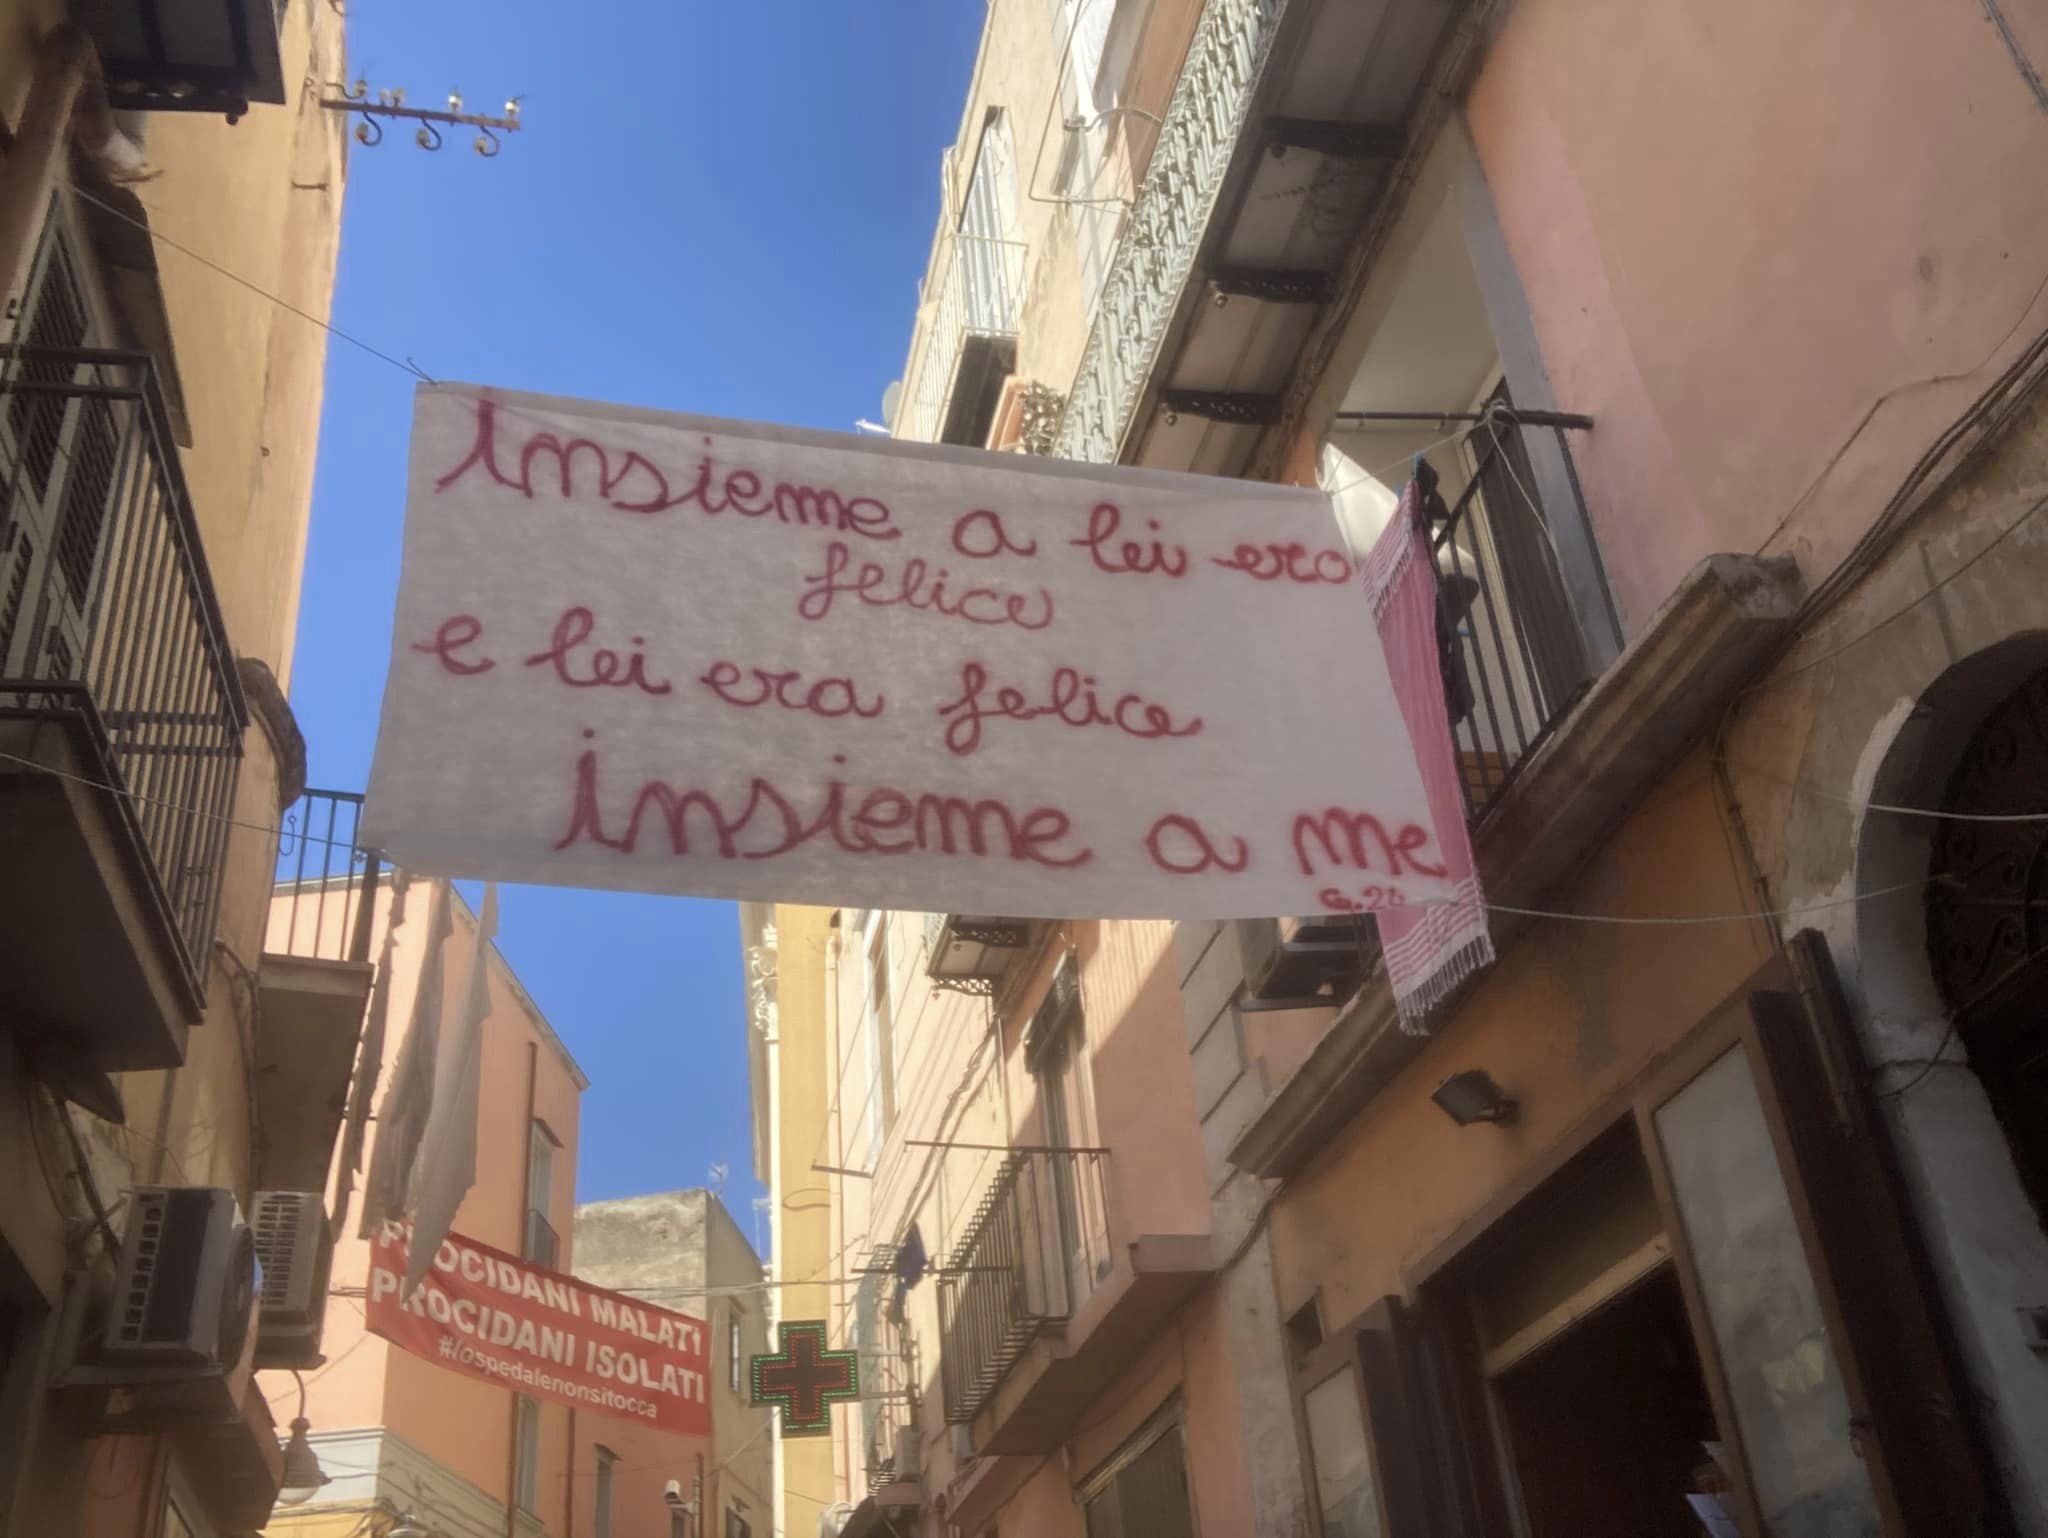 Insieme a lei ero
felice
e lei era felice
insieme a me
PROCIDANI MALATI
PROCIDANI ISOLATI
#lospedalenonsitocca